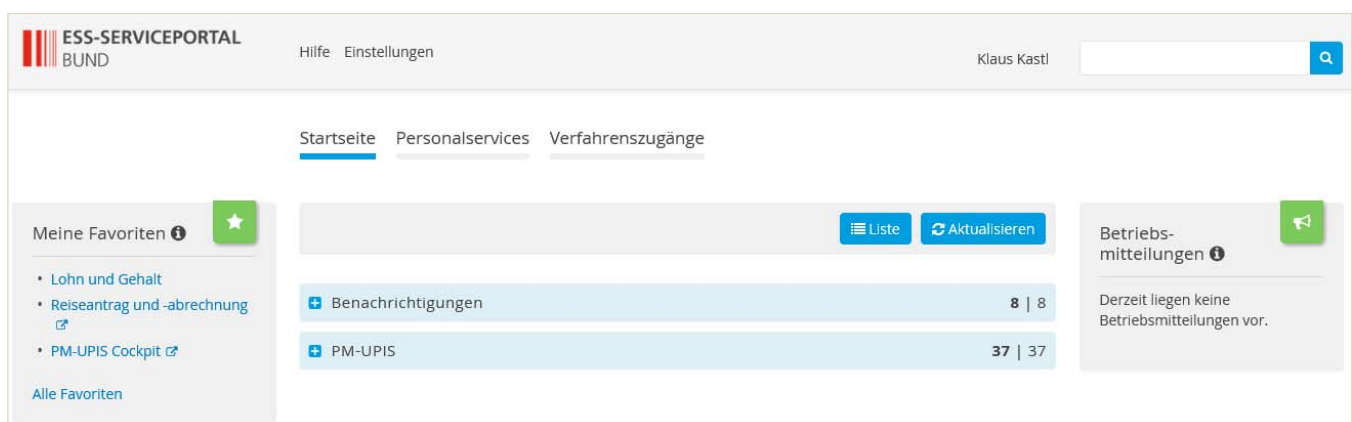 ESS-SERVICEPORTAL
BUND
Hilfe Einstellungen
Klaus Kastl
Startseite Personalservices Verfahrenszugänge
Meine Favoriten
• Lohn und Gehalt
• Reiseantrag und -abrechnung
• PM-UPIS Cockpit
Alle Favoriten
Liste Aktualisieren
Benachrichtigungen 8 | 8
PM-UPIS 37 | 37
Betriebs-
mitteilungen
Derzeit liegen keine
Betriebsmitteilungen vor.